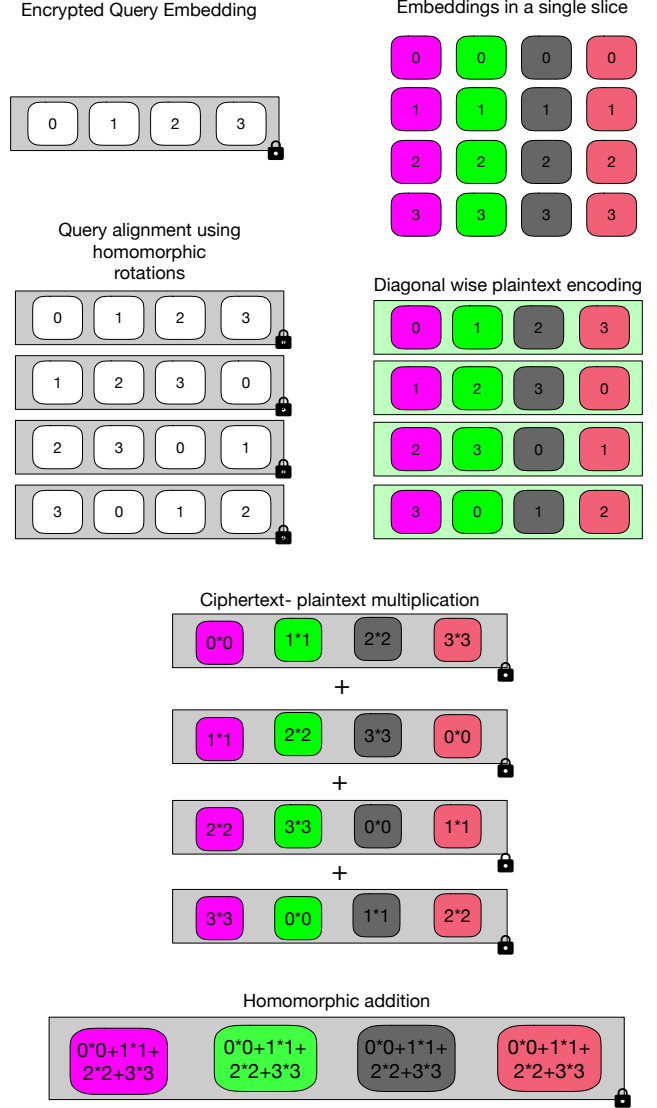 Encrypted Query Embedding
0 1 2 3
Embeddings in a single slice
0 0 0 0
1 1 1 1
2 2 2 2
3 3 3 3
Query alignment using
homomorphic
rotations
0 1 2 3
1 2 3 0
2 3 0 1
3 0 1 2
Diagonal wise plaintext encoding
0 1 2 3
1 2 3 0
2 3 0 1
3 0 1 2
Ciphertext- plaintext multiplication
0*0 1*1 2*2 3*3
+
1*1 2*2 3*3 0*0
+
2*2 3*3 0*0 1*1
+
3*3 0*0 1*1 2*2
Homomorphic addition
0*0+1*1+ 0*0+1*1+ 0*0+1*1+ 0*0+1*1+
2*2+3*3 2*2+3*3 2*2+3*3 2*2+3*3